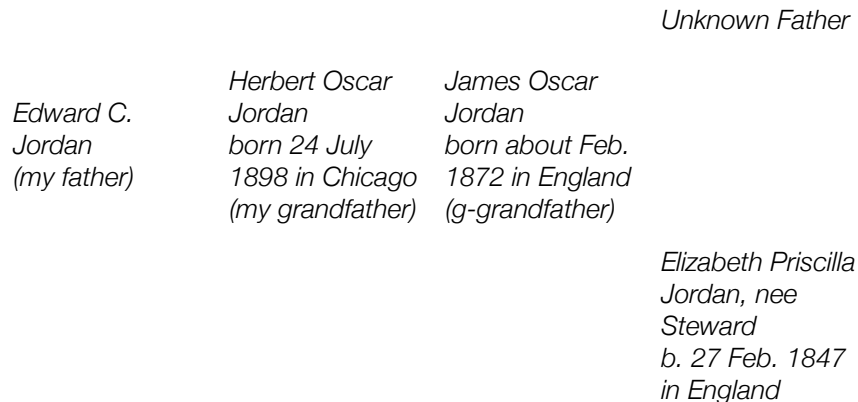 Unknown Father
Edward C.
Jordan
(my father)
Herbert Oscar
Jordan
born 24 July
1898 in Chicago
(my grandfather)
James Oscar
Jordan
born about Feb.
1872 in England
(g-grandfather)
Elizabeth Priscilla
Jordan, nee
Steward
b. 27 Feb. 1847
in England